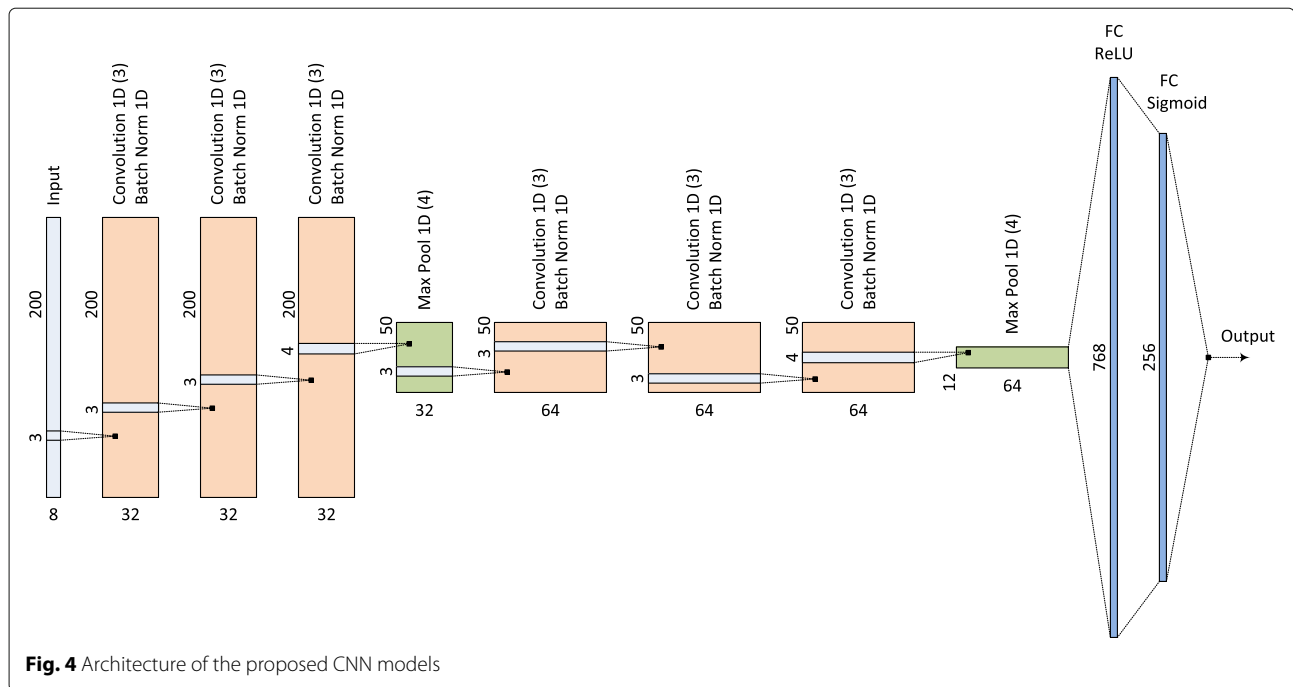 Input
200
3
8
Convolution 1D (3)
Batch Norm 1D
200
3
32
Convolution 1D (3)
Batch Norm 1D
200
3
32
Convolution 1D (3)
Batch Norm 1D
200
4
32
Max Pool 1D (4)
50
3
32
Convolution 1D (3)
Batch Norm 1D
50
3
64
Convolution 1D (3)
Batch Norm 1D
50
3
64
Convolution 1D (3)
Batch Norm 1D
50
4
64
Max Pool 1D (4)
12
64
FC
ReLU
768
FC
Sigmoid
256
Output
Fig. 4 Architecture of the proposed CNN models